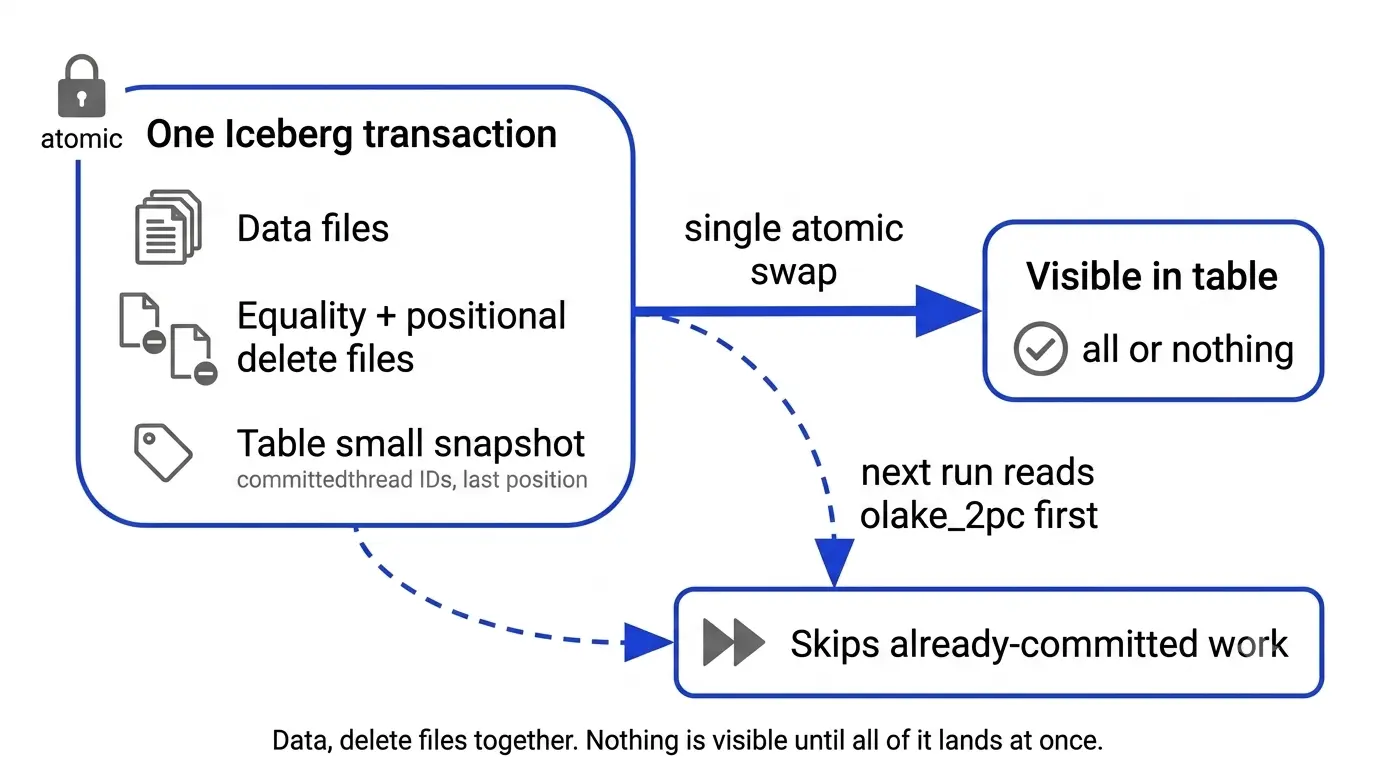 atomic
One Iceberg transaction
Data files
Equality + positional
delete files
Table small snapshot
committedthread IDs, last position
single atomic
swap
Visible in table
all or nothing
next run reads
olake_2pc first
Skips already-committed work
Data, delete files together. Nothing is visible until all of it lands at once.